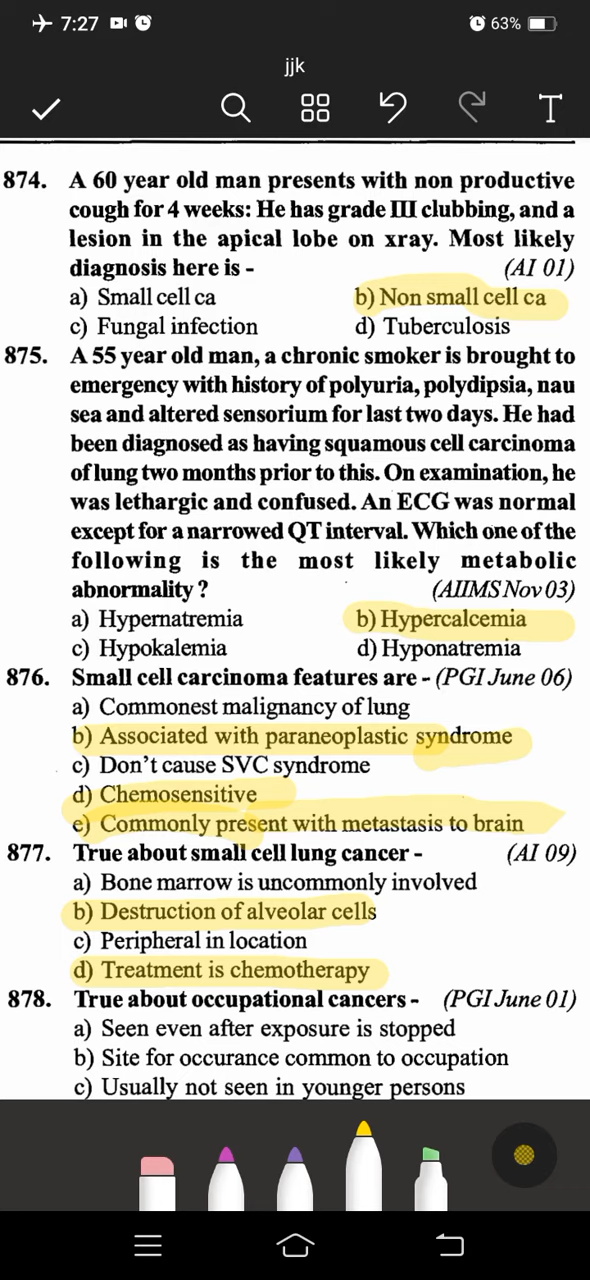 7:27
63%
jjk
T
874. A 60 year old man presents with non productive
cough for 4 weeks: He has grade III clubbing, and a
lesion in the apical lobe on xray. Most likely
diagnosis here is - (AI 01)
a) Small cell ca b) Non small cell ca
c) Fungal infection d) Tuberculosis
875. A 55 year old man, a chronic smoker is brought to
emergency with history of polyuria, polydipsia, nau
sea and altered sensorium for last two days. He had
been diagnosed as having squamous cell carcinoma
of lung two months prior to this. On examination, he
was lethargic and confused. An ECG was normal
except for a narrowed QT interval. Which one of the
following is the most likely metabolic
abnormality ? (AIIMS Nov 03)
a) Hypernatremia b) Hypercalcemia
c) Hypokalemia d) Hyponatremia
876. Small cell carcinoma features are - (PGI June 06)
a) Commonest malignancy of lung
b) Associated with paraneoplastic syndrome
c) Don't cause SVC syndrome
d) Chemosensitive
e) Commonly present with metastasis to brain
877. True about small cell lung cancer - (AI 09)
a) Bone marrow is uncommonly involved
b) Destruction of alveolar cells
c) Peripheral in location
d) Treatment is chemotherapy
878. True about occupational cancers - (PGI June 01)
a) Seen even after exposure is stopped
b) Site for occurance common to occupation
c) Usually not seen in younger persons